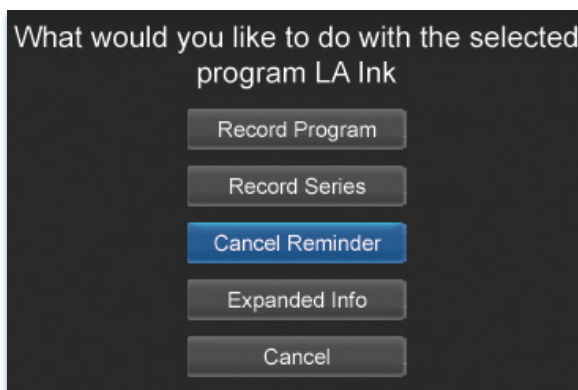 What would you like to do with the selected
program LA Ink
Record Program
Record Series
Cancel Reminder
Expanded Info
Cancel